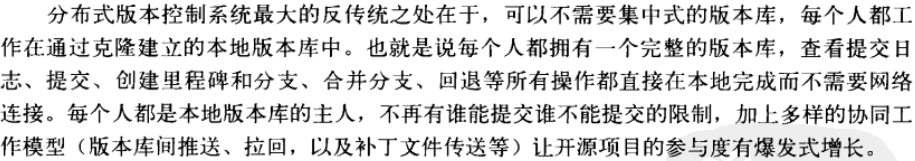 分布式版本控制系统最大的反传统之处在于，可以不需要集中式的版本库，每个人都工
作在通过克隆建立的本地版本库中。也就是说每个人都拥有一个完整的版本库，查看提交日
志、提交、创建里程碑和分支、合并分支、回退等所有操作都直接在本地完成而不需要网络
连接。每个人都是本地版本库的主人，不再有谁能提交谁不能提交的限制，加上多样的协同工
作模型（版本库间推送、拉回，以及补丁文件传送等）让开源项目的参与度有爆发式增长。